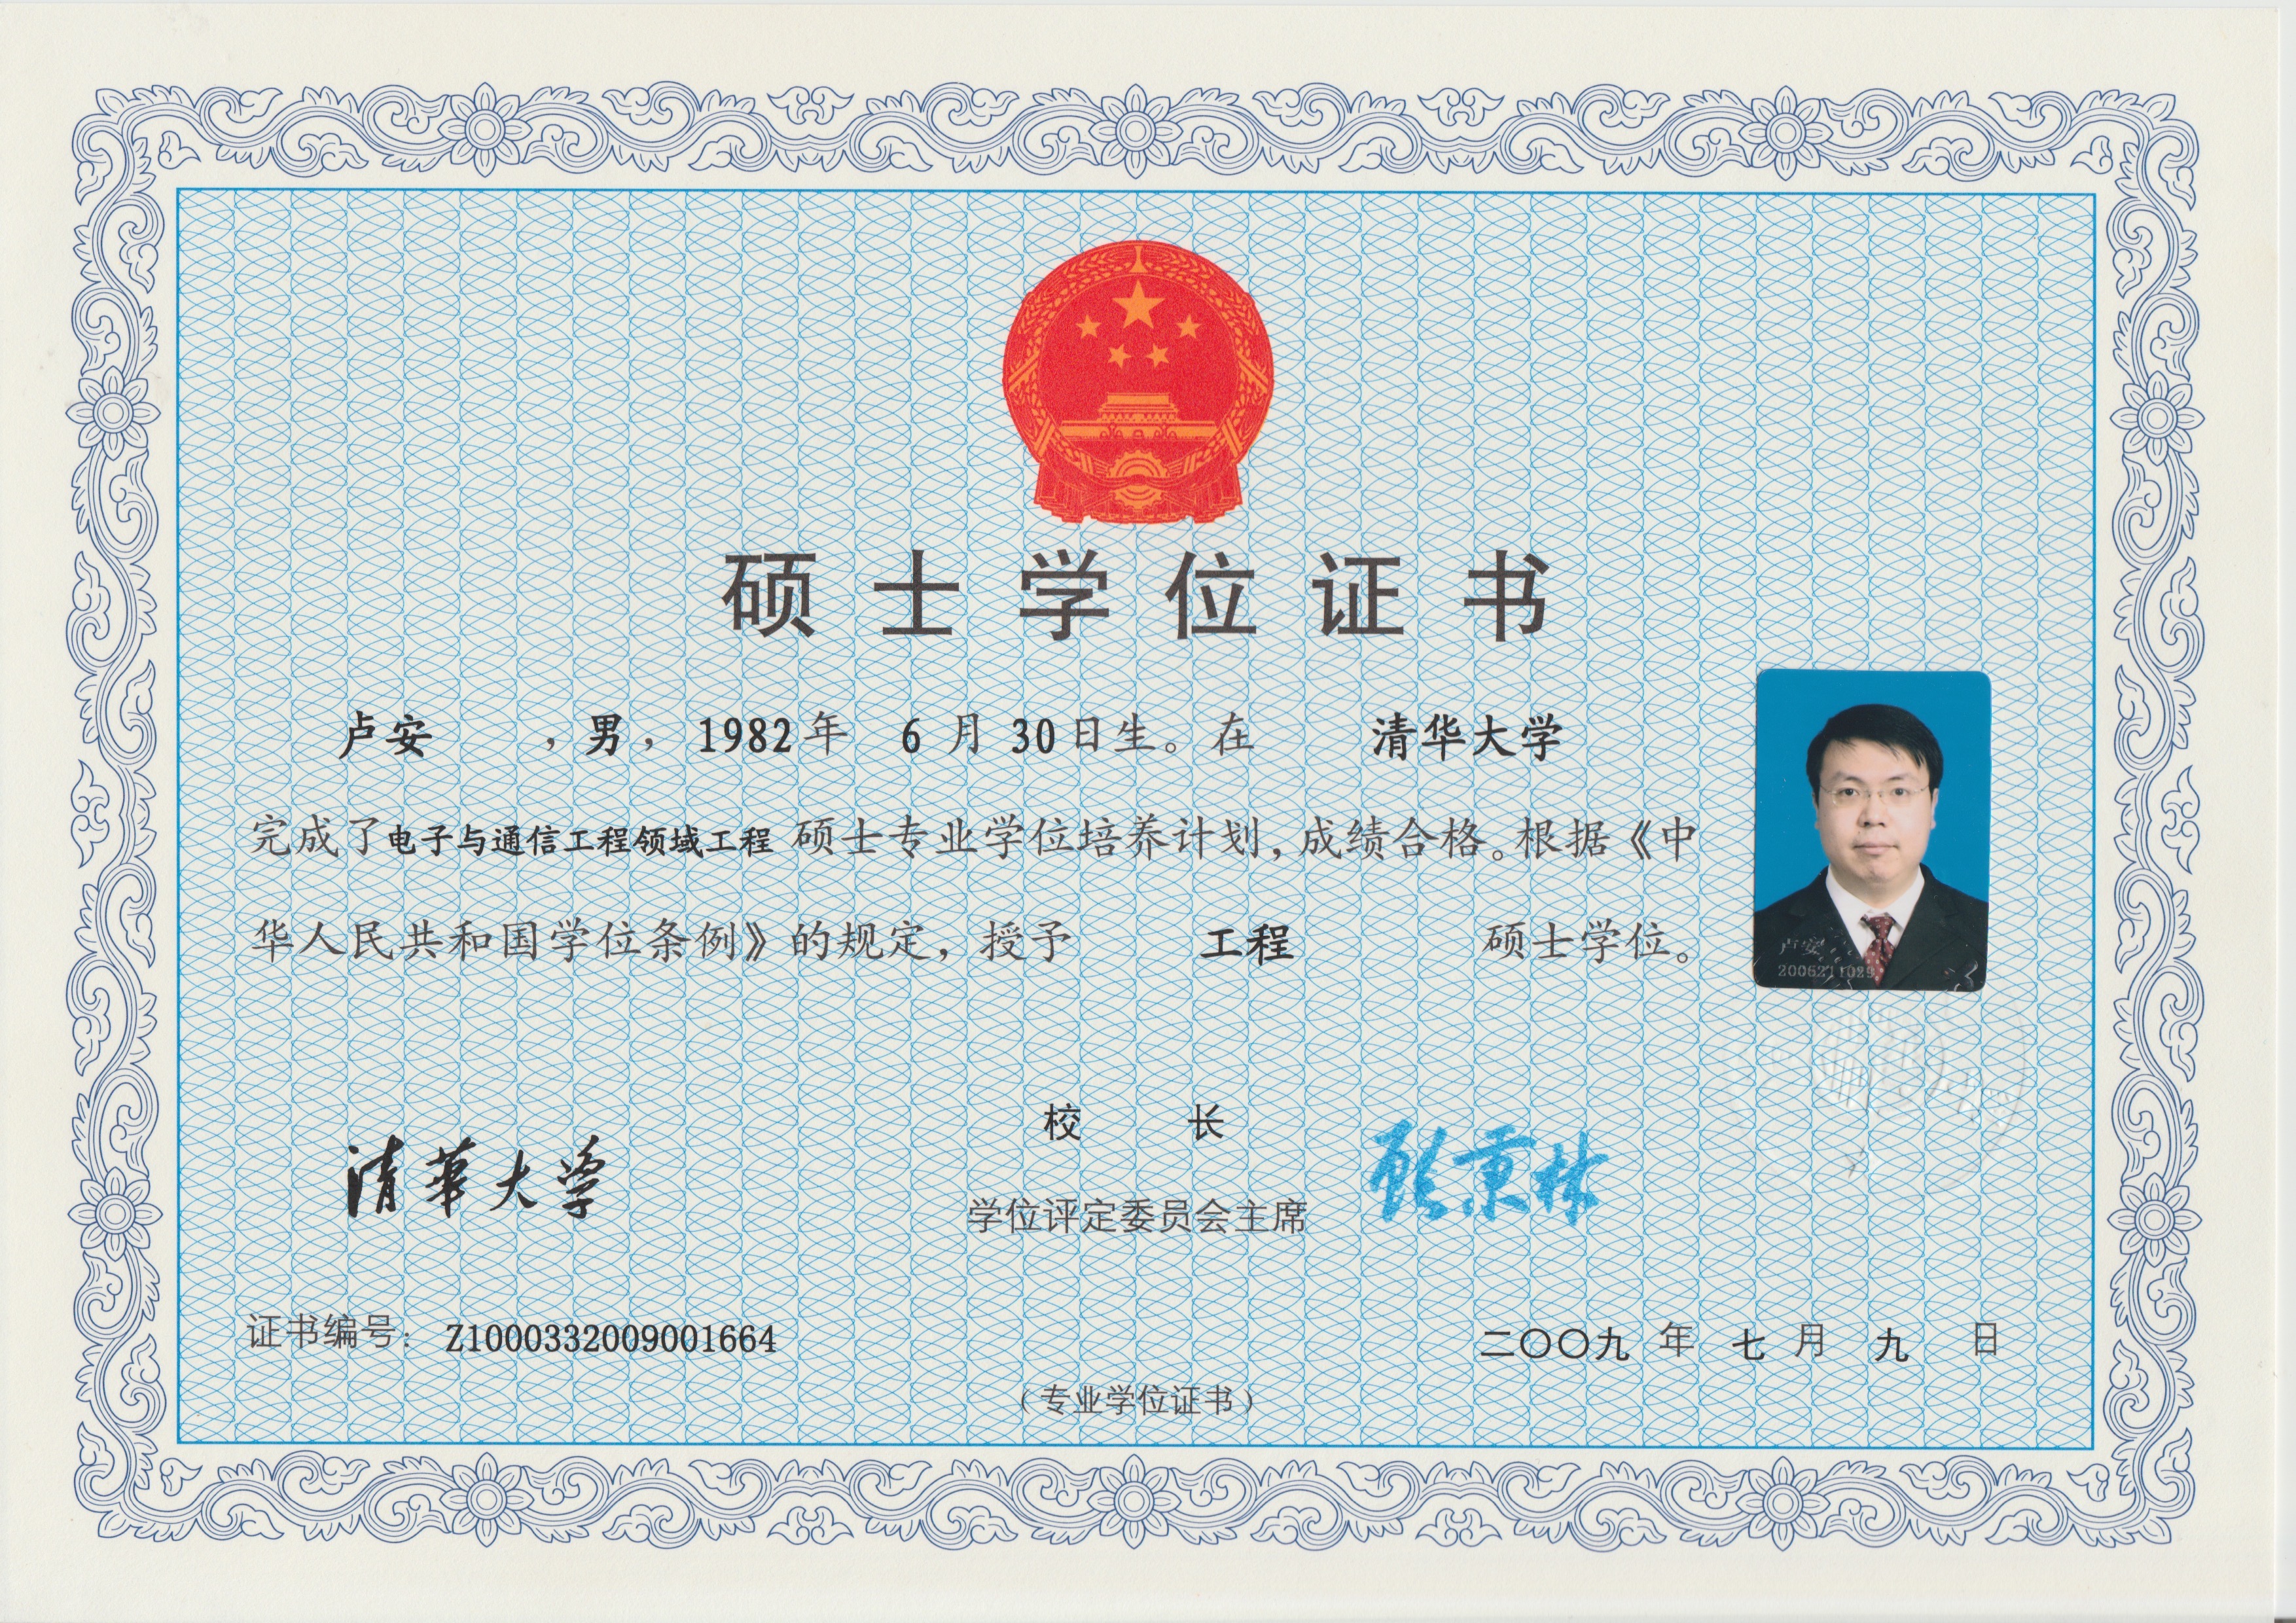 硕士学位证书
卢安 ，男， 1982年 6月30日生。在 清华大学
完成了电子与通信工程领域工程 硕士专业学位培养计划，成绩合格。根据《中
华人民共和国学位条例》的规定，授予 工程 硕士学位。
卢安
2006211029
校 长
清華大学
顾秉林
学位评定委员会主席
证书编号： Z1000332009001664
二〇〇九 年 七 月 九 日
（专业学位证书）